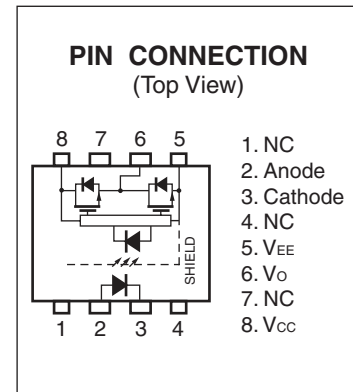 PIN CONNECTION
(Top View)
8 7 6 5
SHIELD
1 2 3 4
1. NC
2. Anode
3. Cathode
4. NC
5. VEE
6. VO
7. NC
8. VCC